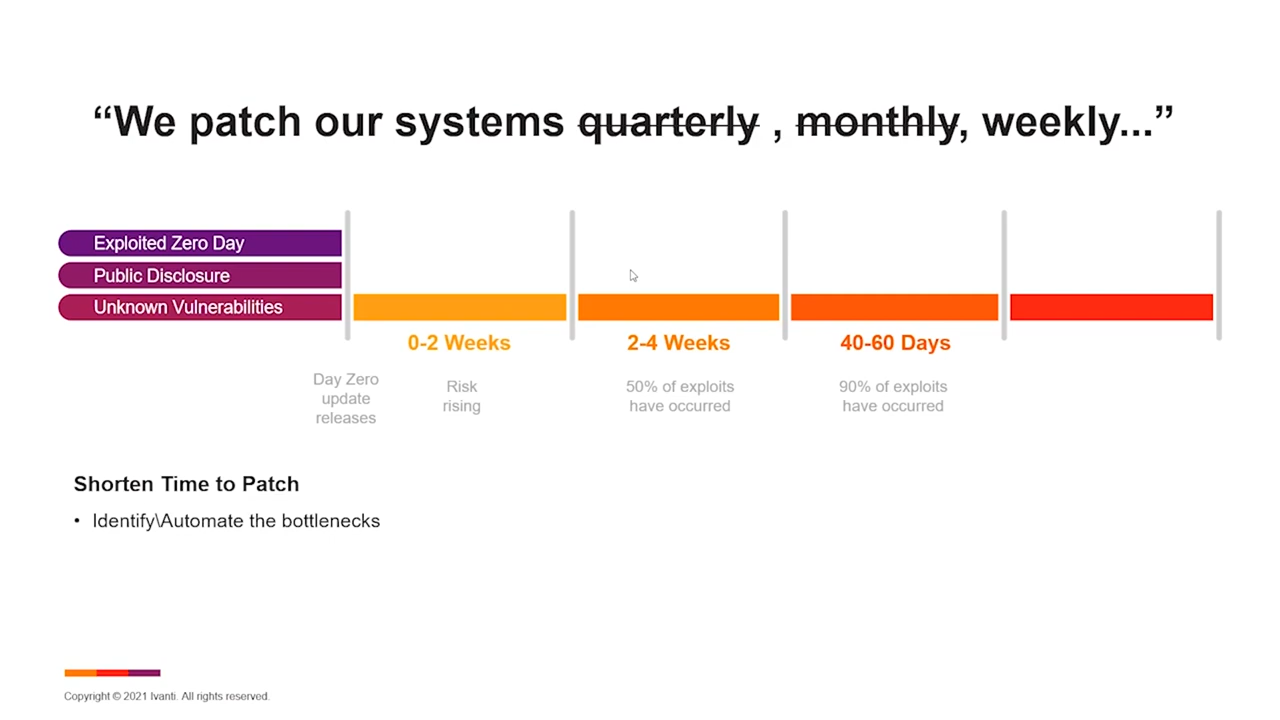 “We patch our systems quarterly , monthly, weekly...”
Exploited Zero Day
Public Disclosure
Unknown Vulnerabilities
0-2 Weeks
2-4 Weeks
40-60 Days
Day Zero
update
releases
Risk
rising
50% of exploits
have occurred
90% of exploits
have occurred
Shorten Time to Patch
• Identify\Automate the bottlenecks
Copyright © 2021 Ivanti. All rights reserved.